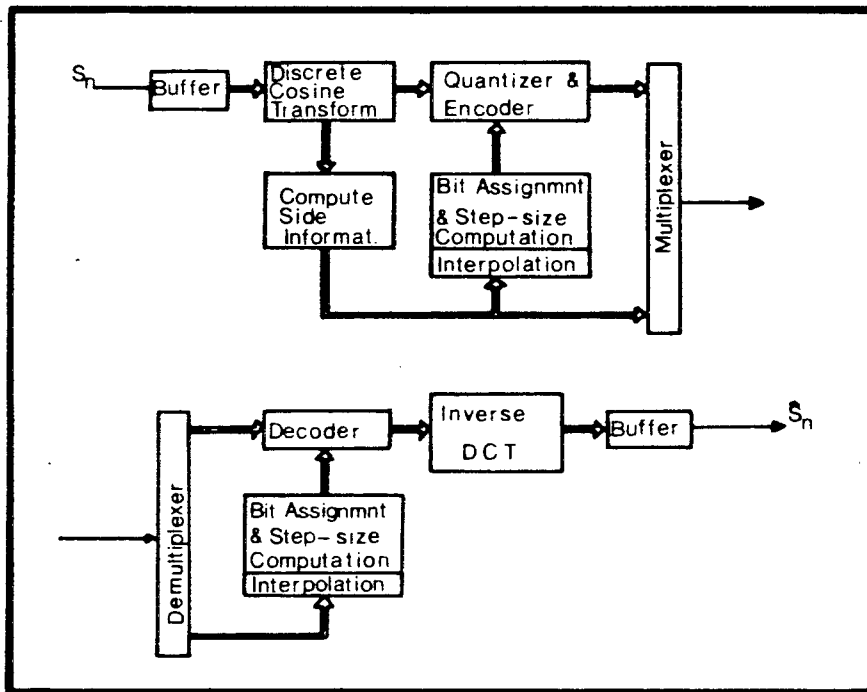 Sn
Buffer
Discrete
Cosine
Transform
Quantizer &
Encoder
Multiplexer
Compute
Side
Informat.
Bit Assignmnt
& Step-size
Computation
Interpolation
Demultiplexer
Decoder
Inverse
DCT
Buffer
Ŝn
Bit Assignmnt
& Step-size
Computation
Interpolation